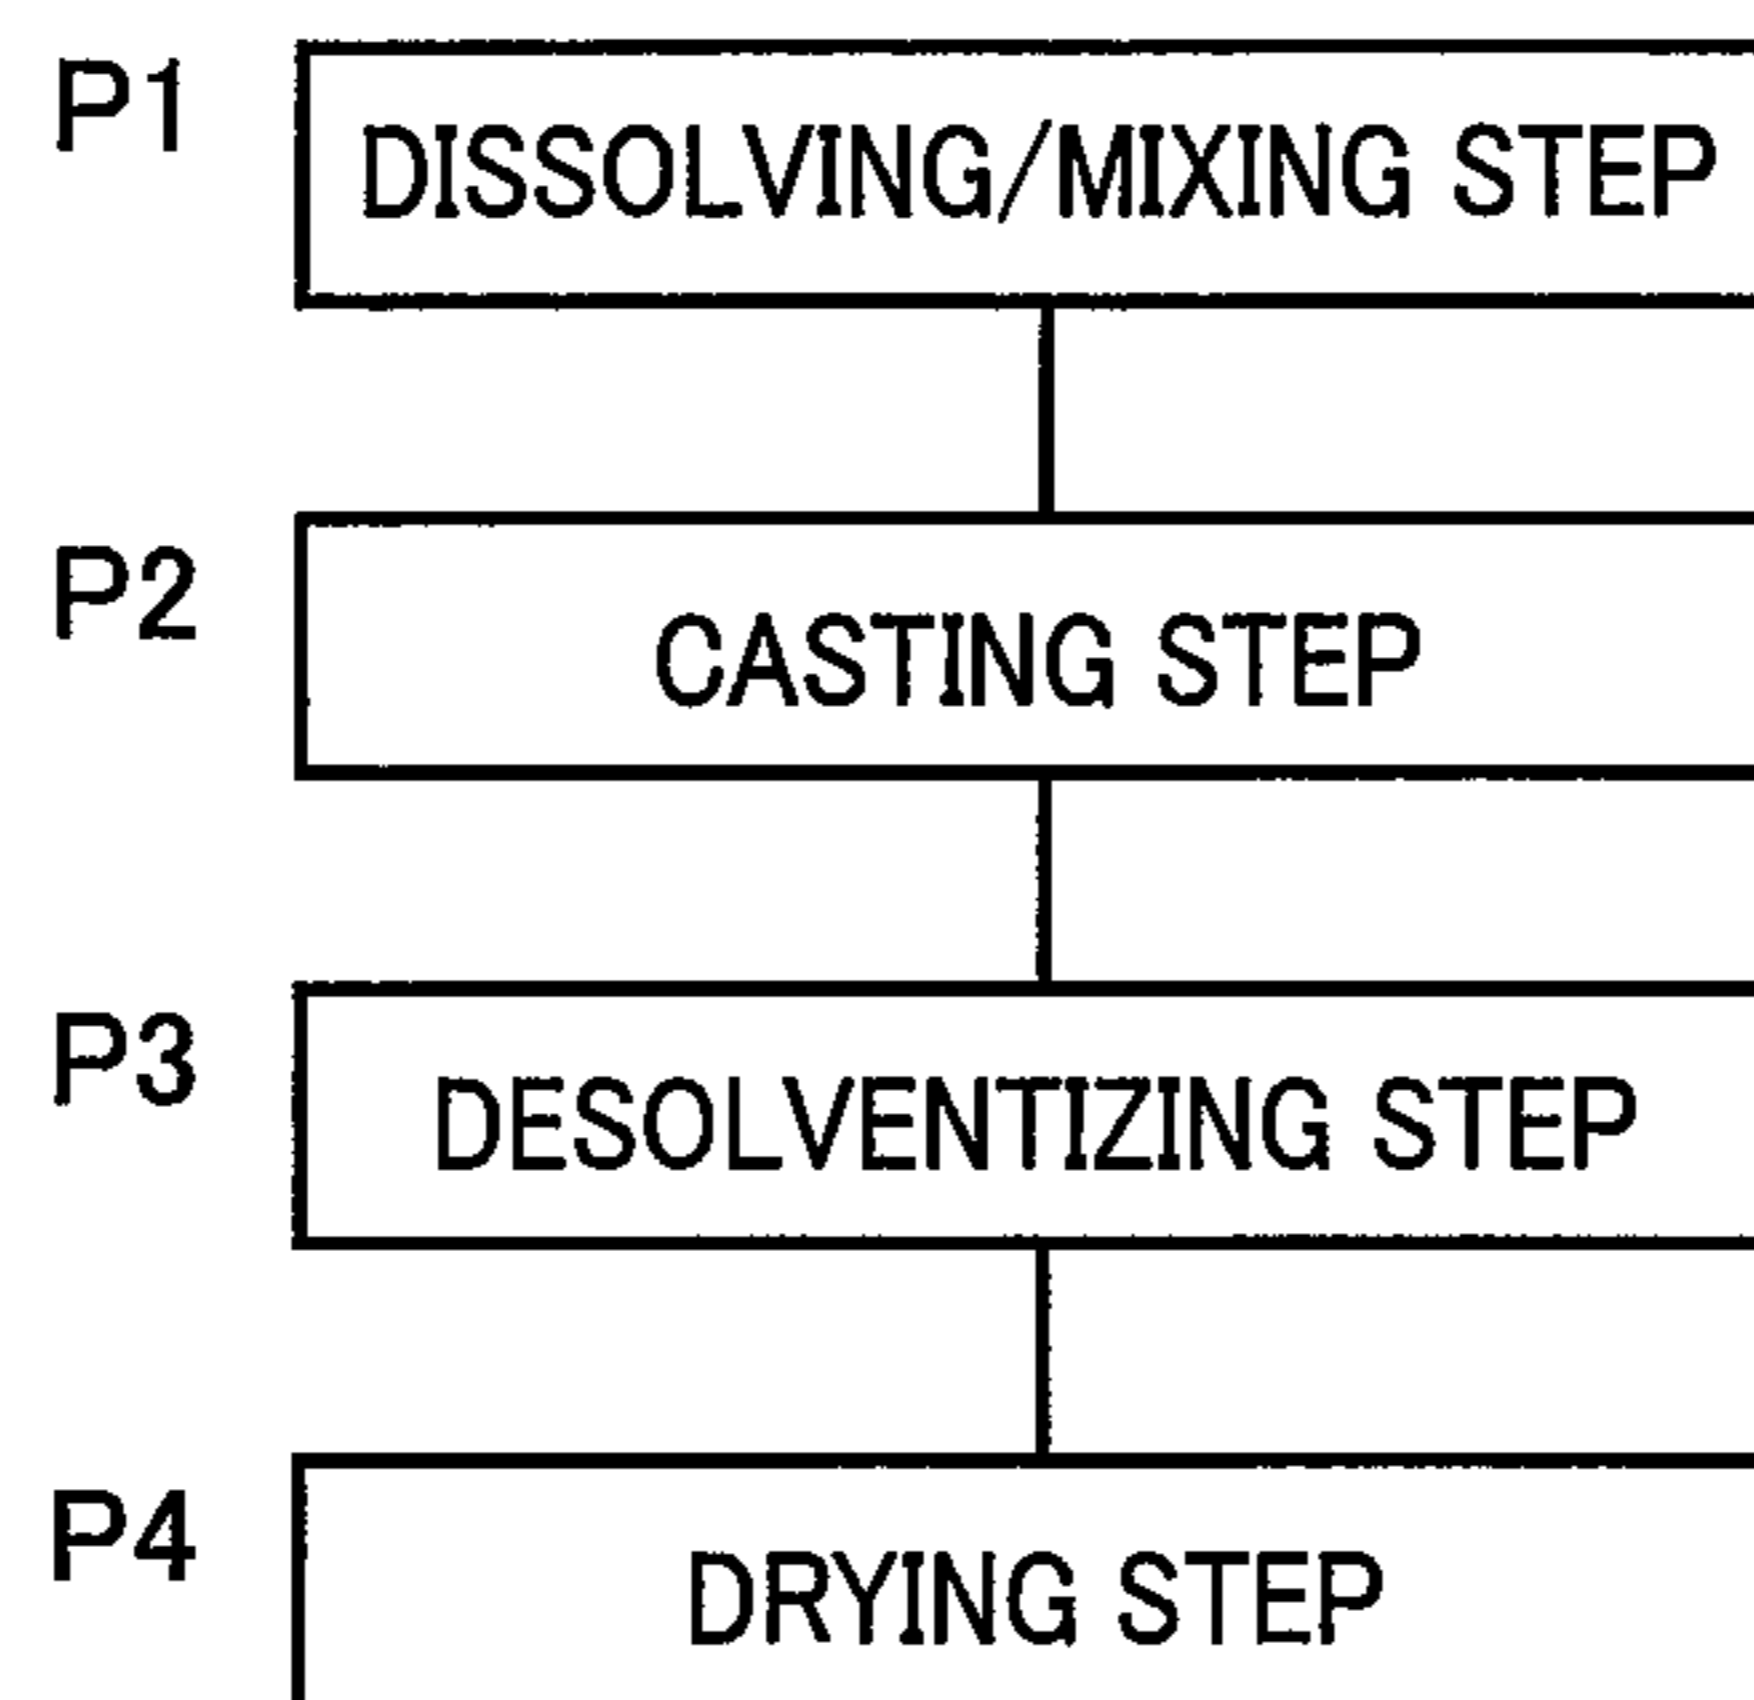 P1 DISSOLVING/MIXING STEP
P2 CASTING STEP
P3 DESOLVENTIZING STEP
P4 DRYING STEP